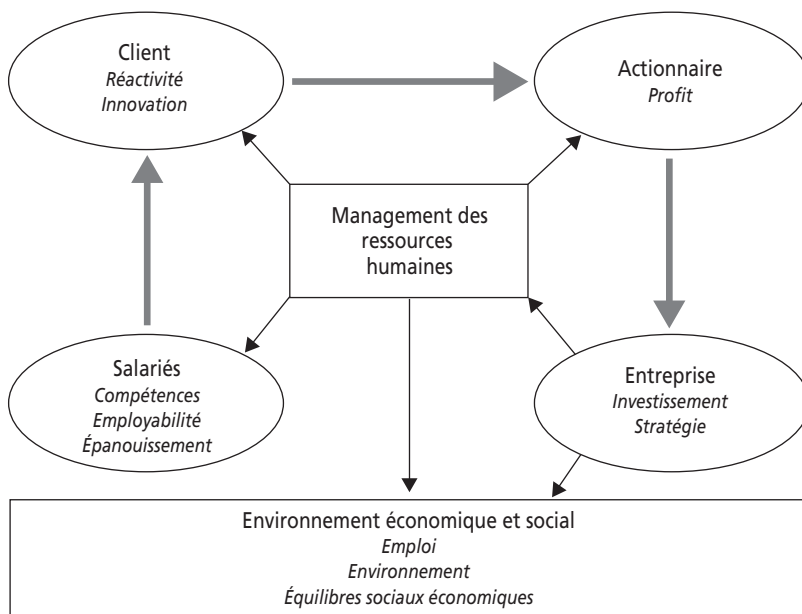 Client
Réactivité
Innovation
Actionnaire
Profit
Management des
ressources
humaines
Salariés
Compétences
Employabilité
Épanouissement
Entreprise
Investissement
Stratégie
Environnement économique et social
Emploi
Environnement
Équilibres sociaux économiques